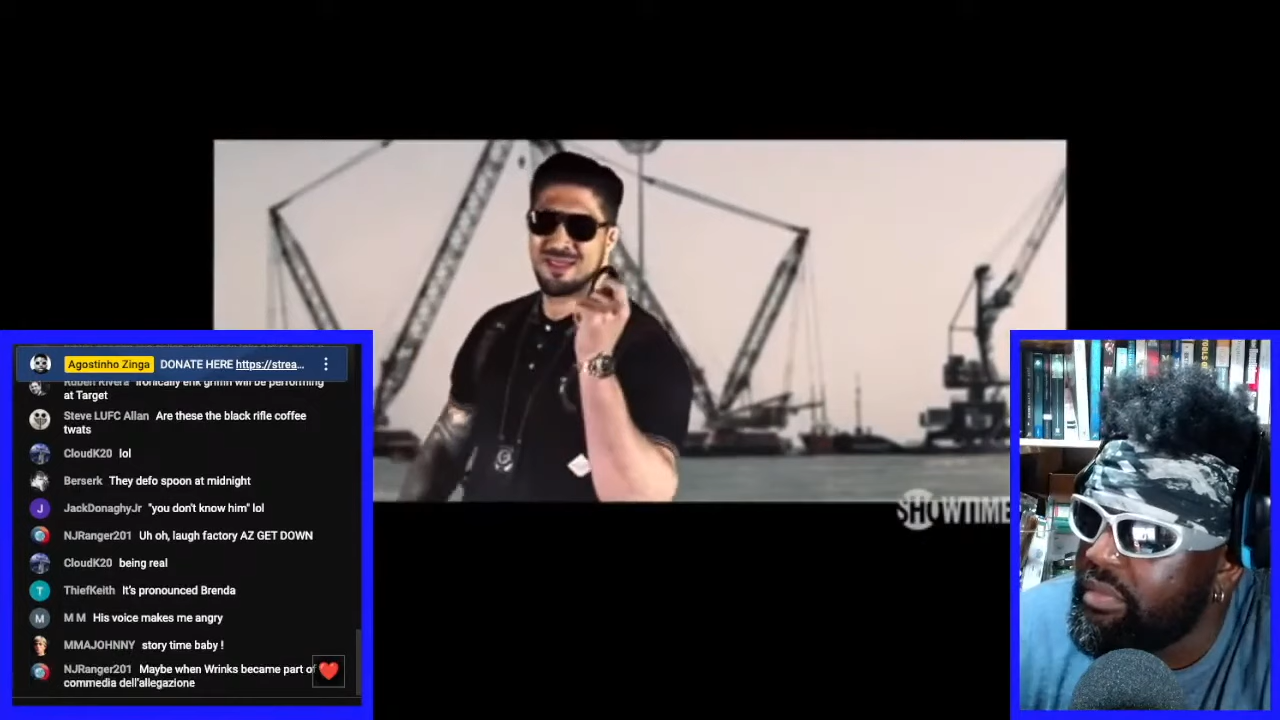 Agostinho Zinga DONATE HERE https://strea...
Ruben Rivera Ironically erik griffin will be performing
at Target
Steve LUFC Allan Are these the black rifle coffee
twats
CloudK20 lol
Berserk They defo spoon at midnight
J JackDonaghyJr "you don't know him" lol
NJRanger201 Uh oh, laugh factory AZ GET DOWN
CloudK20 being real
T ThiefKeith It's pronounced Brenda
M M M His voice makes me angry
MMAJOHNNY story time baby !
NJRanger201 Maybe when Wrinks became part of
commedia dell'allegazione
SHOWTIME